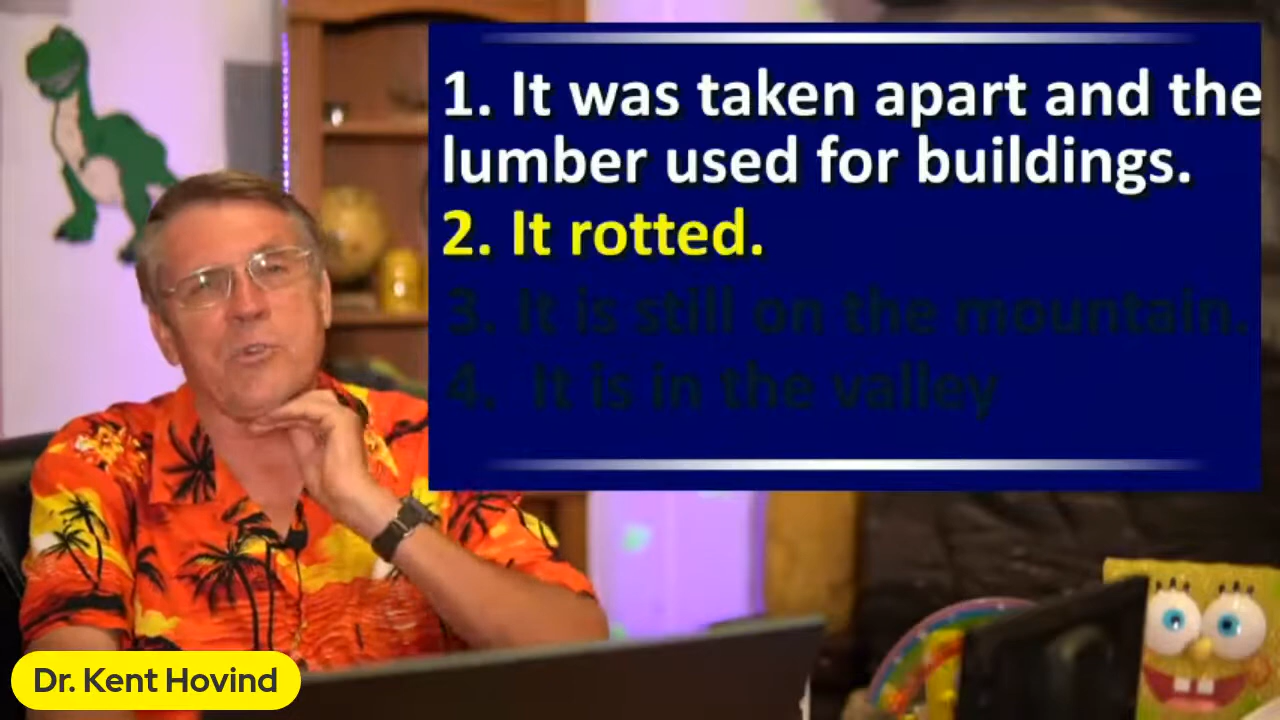 1. It was taken apart and the
lumber used for buildings.
2. It rotted.
3. It is still on the mountain.
4. It is in the valley
Dr. Kent Hovind